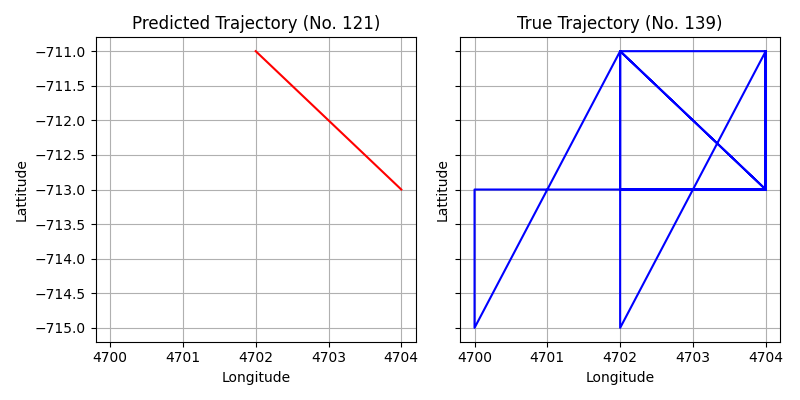 Predicted Trajectory (No. 121)
True Trajectory (No. 139)
−711.0
−711.5
−712.0
−712.5
−713.0
−713.5
−714.0
−714.5
−715.0
Lattitude
Lattitude
4700 4701 4702 4703 4704
4700 4701 4702 4703 4704
Longitude
Longitude